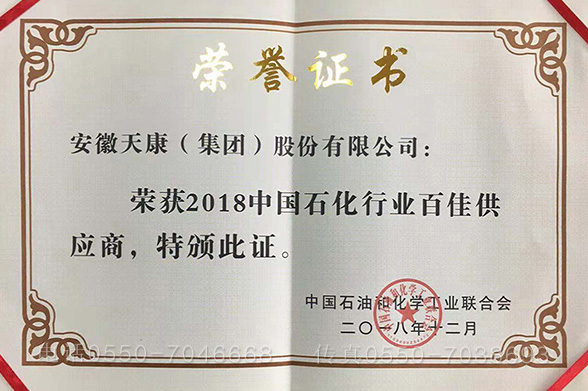 荣誉证书
安徽天康（集团）股份有限公司：
荣获2018中国石化行业百佳供
应商，特颁此证。
中国石油和化学工业联合会
二〇一八年十二月
0550-7046668